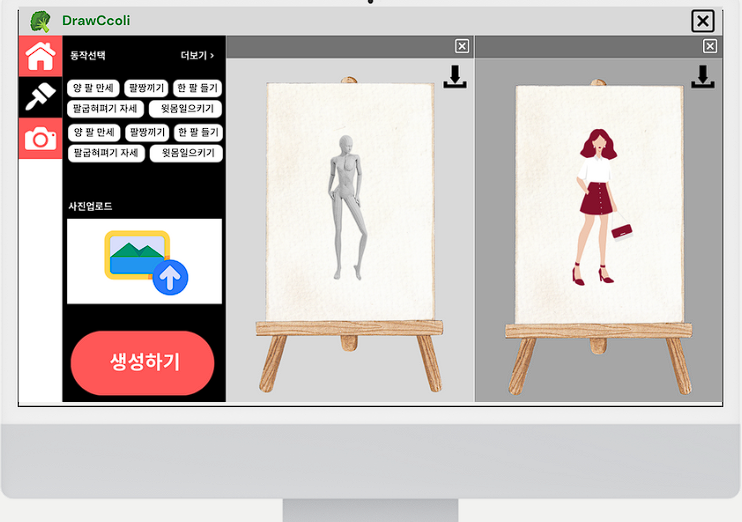 DrawCcoli
동작선택 더보기 >
양 팔 만세 팔짱끼기 한 팔 들기
팔굽혀펴기 자세 윗몸일으키기
양 팔 만세 팔짱끼기 한 팔 들기
팔굽혀펴기 자세 윗몸일으키기
사진업로드
생성하기